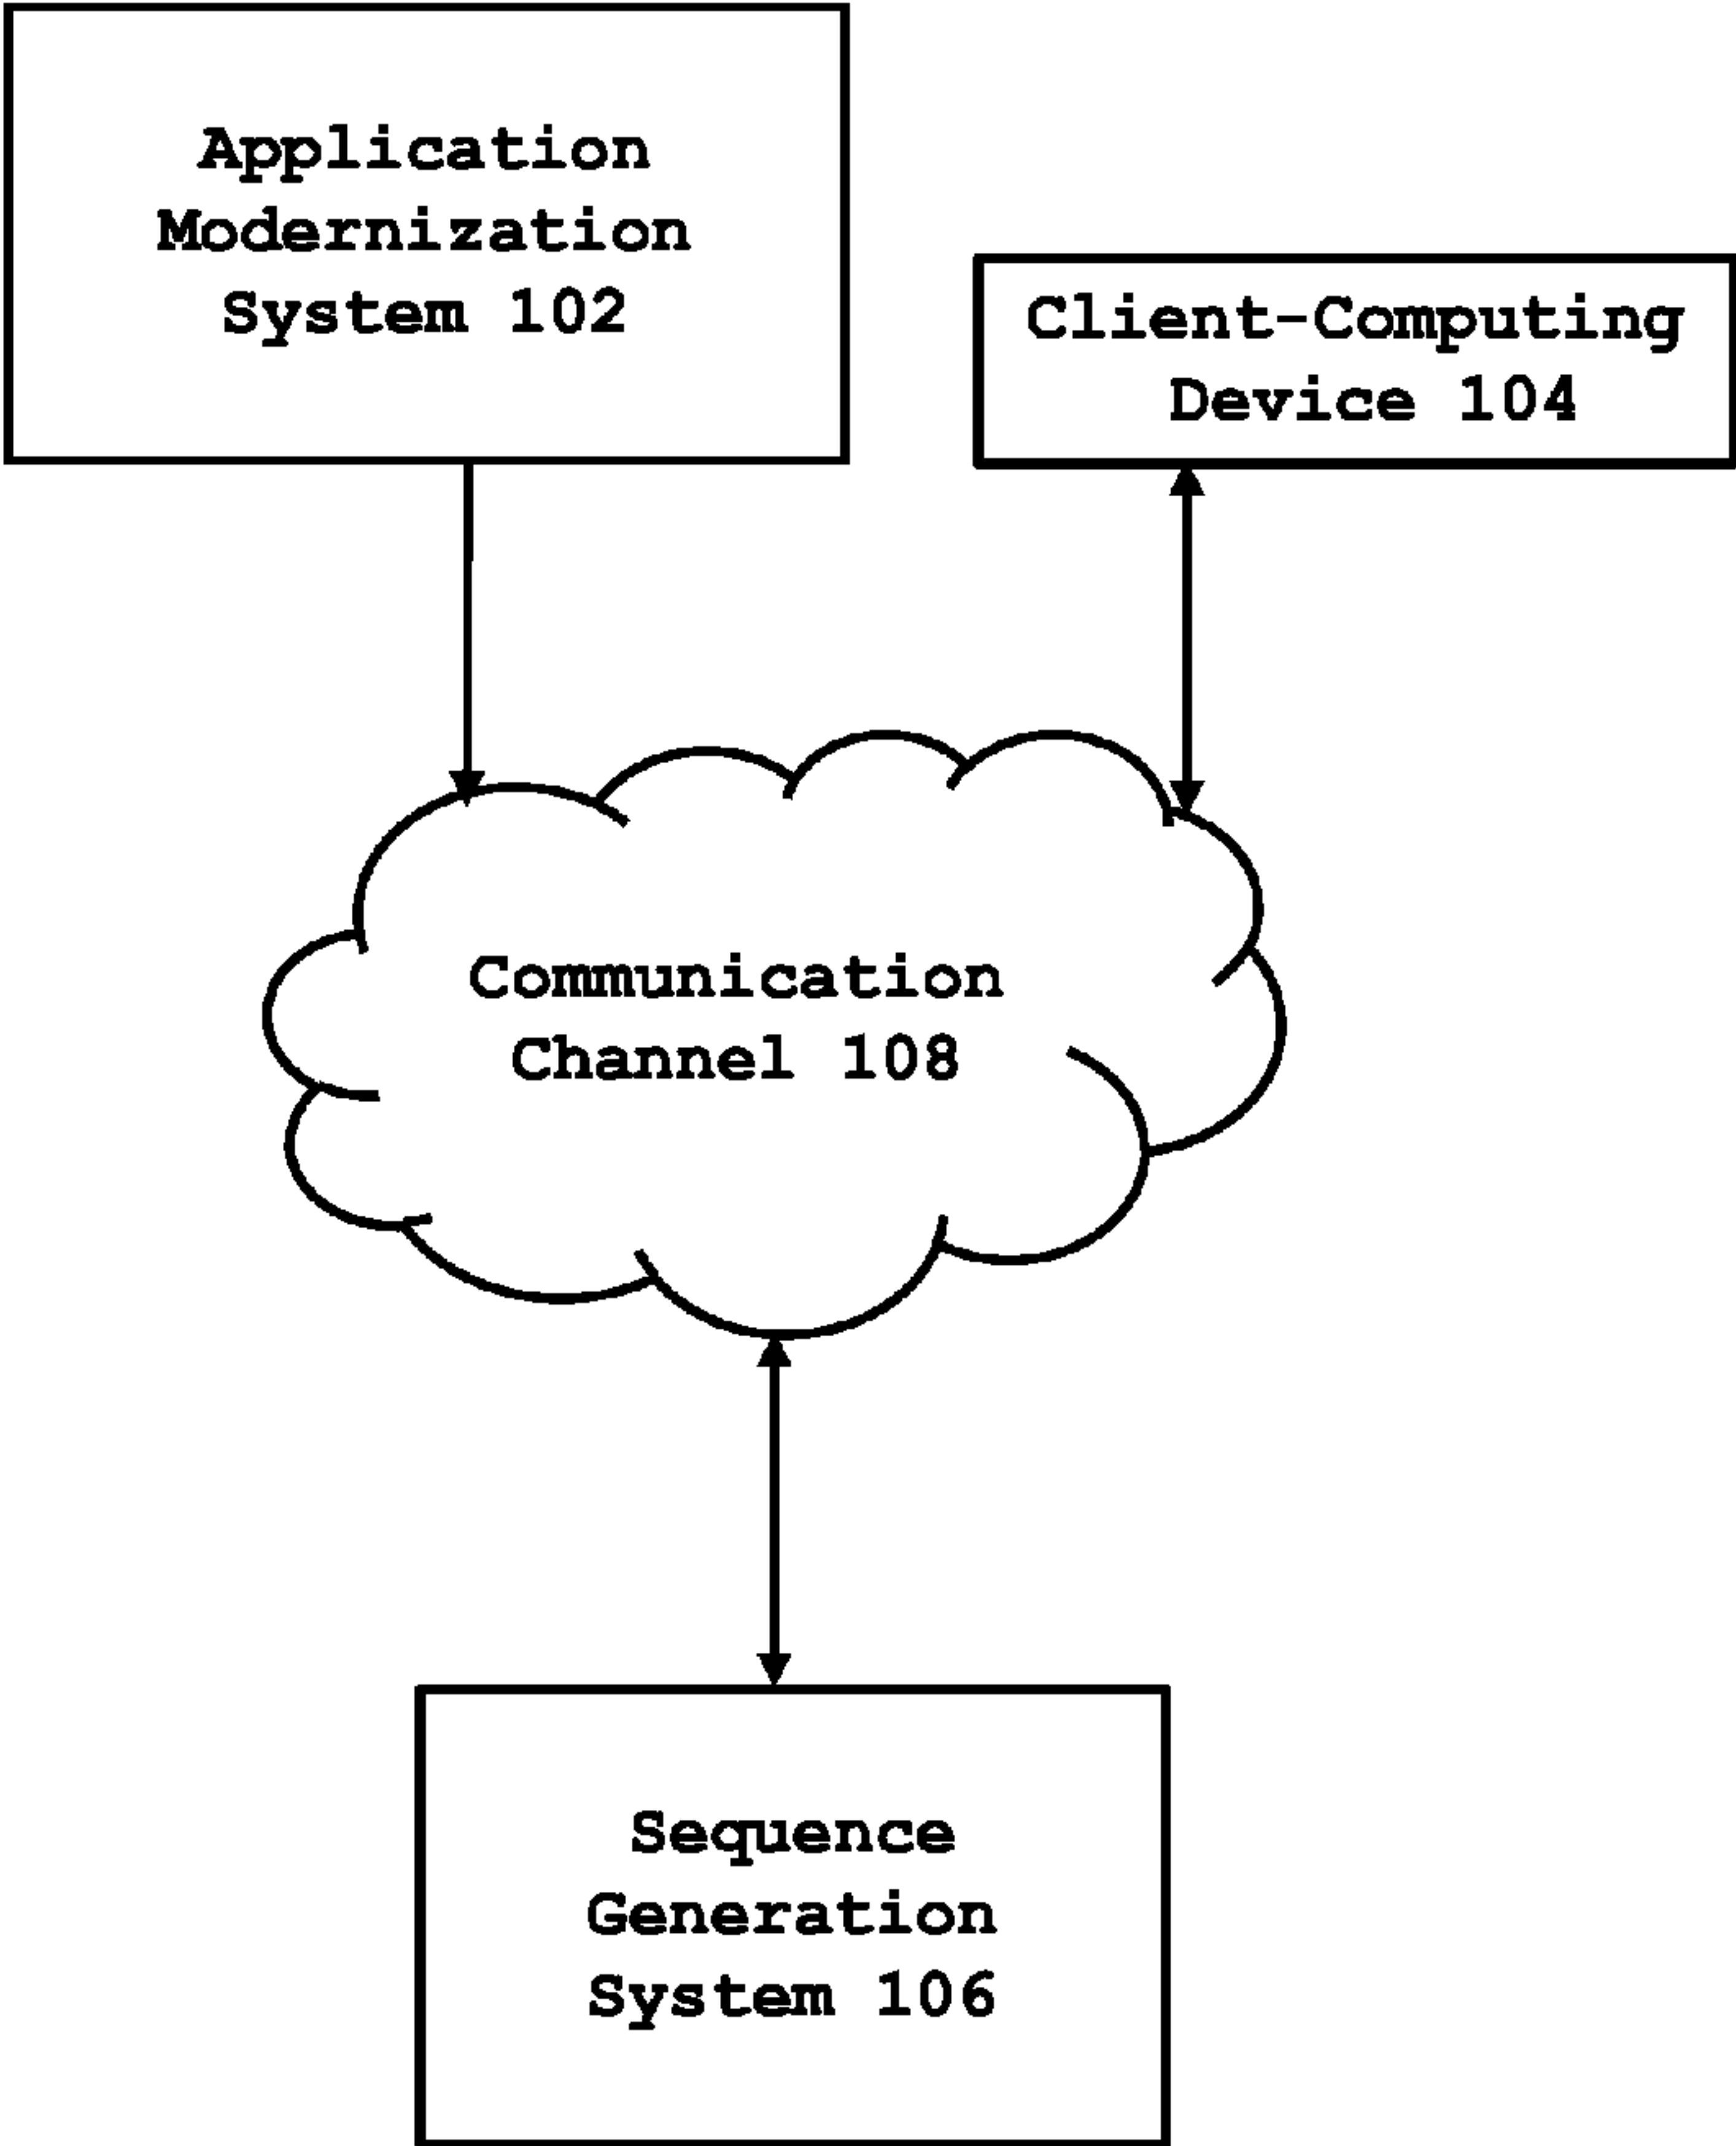 Application
Modernization
System 102
Client-Computing
Device 104
Communication
Channel 108
Sequence
Generation
System 106